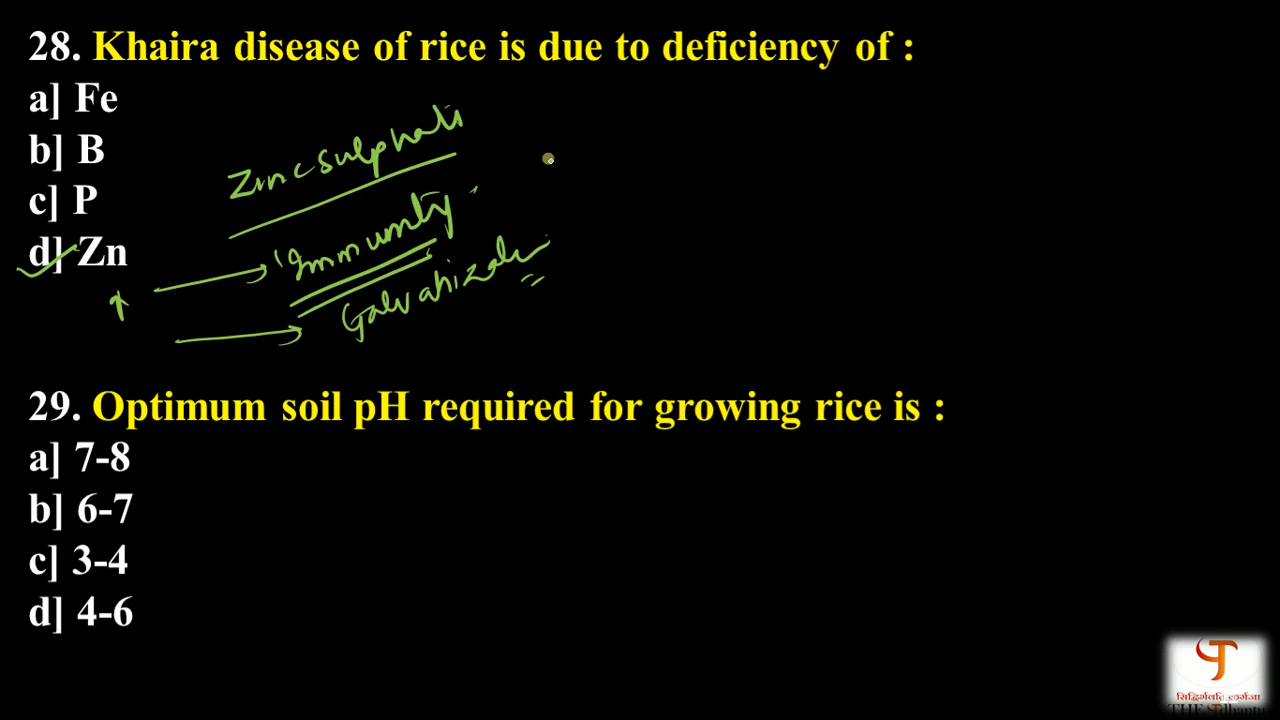 28. Khaira disease of rice is due to deficiency of :
a] Fe
b] B
c] P
d] Zn
Zinc Sulphate
Immunity
29. Optimum soil pH required for growing rice is :
a] 7-8
b] 6-7
c] 3-4
d] 4-6